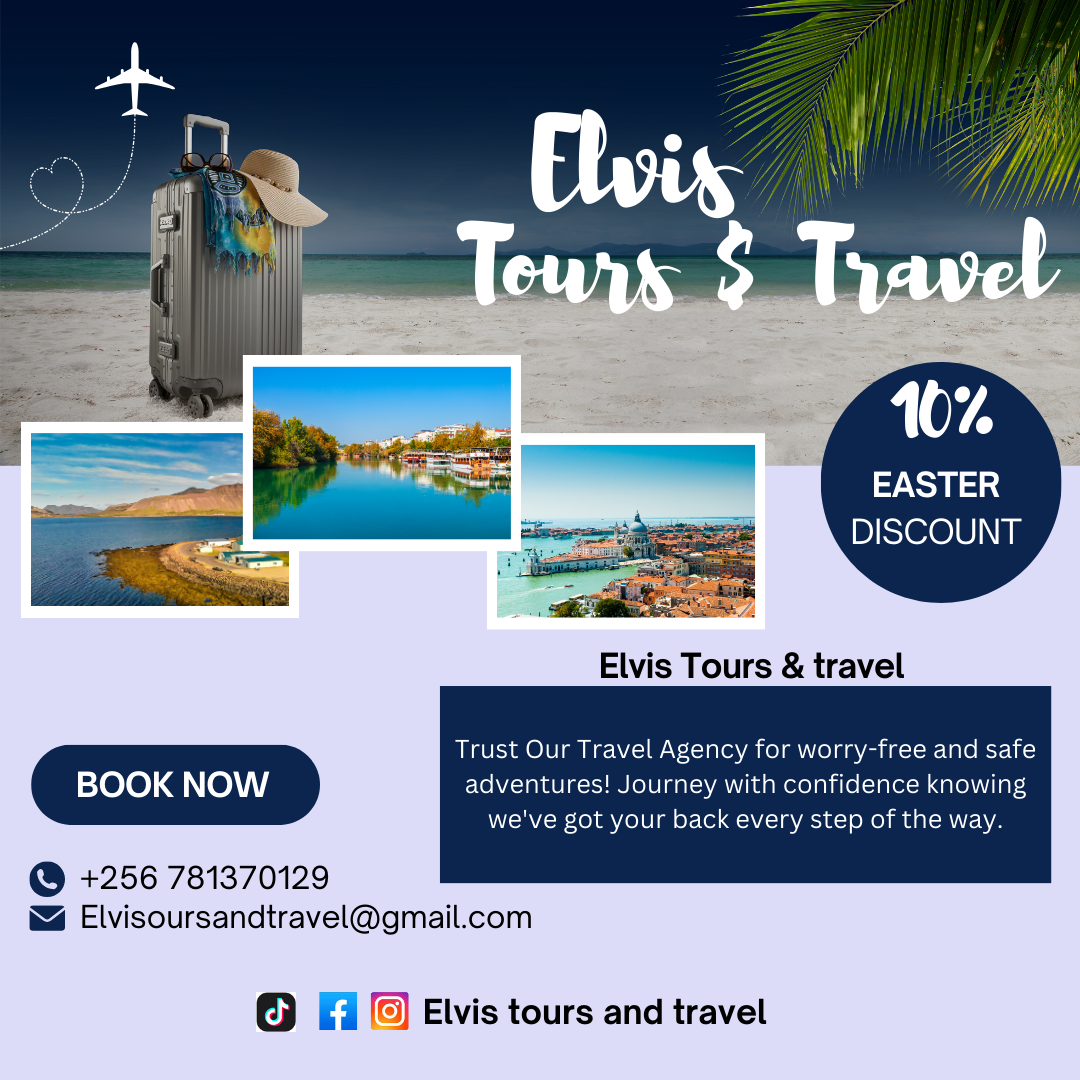 Elvis
Tours $ Travel
10%
EASTER
DISCOUNT
Elvis Tours & travel
Trust Our Travel Agency for worry-free and safe
adventures! Journey with confidence knowing
we've got your back every step of the way.
BOOK NOW
+256 781370129
Elvisoursandtravel@gmail.com
Elvis tours and travel